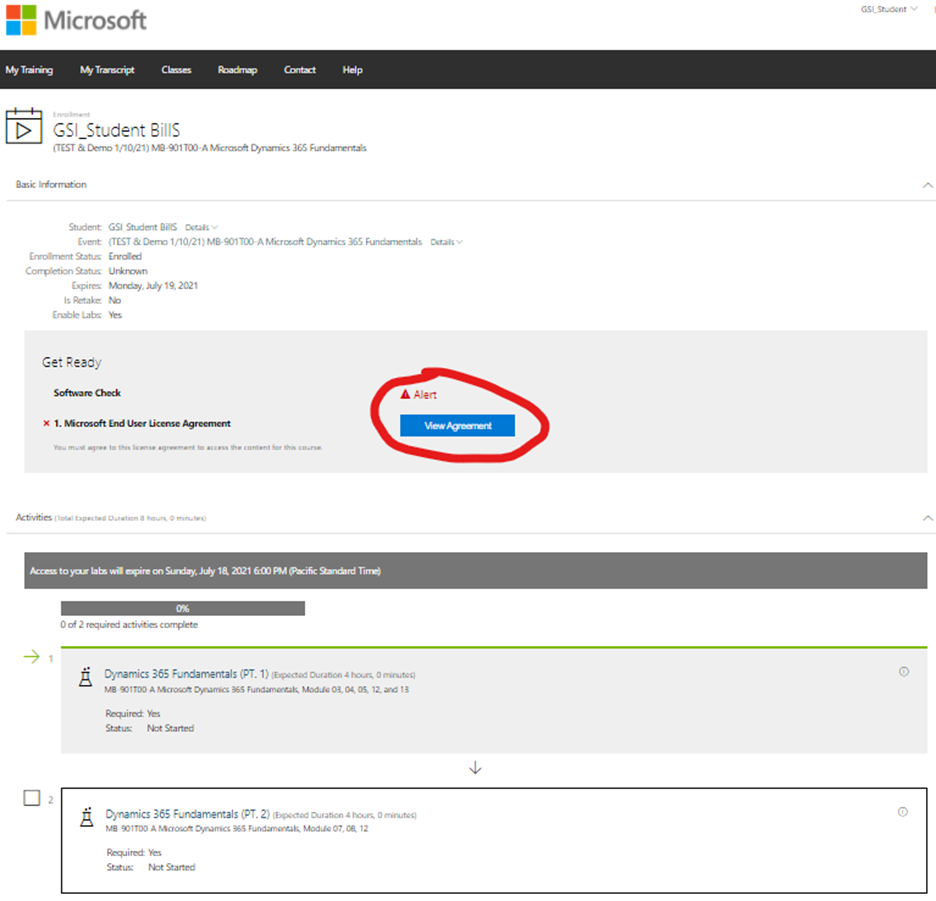 Microsoft
GSI_Student
My Training My Transcript Classes Roadmap Contact Help
Enrollment
GSI_Student BillS
(TEST & Demo 1/10/21) MB-901T00-A Microsoft Dynamics 365 Fundamentals
Basic Information
Student: GSI_Student BillS Details
Event: (TEST & Demo 1/10/21) MB-901T00-A Microsoft Dynamics 365 Fundamentals Details
Enrollment Status: Enrolled
Completion Status: Unknown
Expires: Monday, July 19, 2021
Is Retake: No
Enable Labs: Yes
Get Ready
Software Check
Alert
1. Microsoft End User License Agreement
View Agreement
You must agree to this license agreement to access the content for this course.
Activities (Total Expected Duration 8 hours, 0 minutes)
Access to your labs will expire on Sunday, July 18, 2021 6:00 PM (Pacific Standard Time)
0%
0 of 2 required activities complete
1
Dynamics 365 Fundamentals (PT. 1) (Expected Duration 4 hours, 0 minutes)
MB-901T00-A Microsoft Dynamics 365 Fundamentals, Module 03, 04, 05, 12, and 13
Required: Yes
Status: Not Started
2
Dynamics 365 Fundamentals (PT. 2) (Expected Duration 4 hours, 0 minutes)
MB-901T00-A Microsoft Dynamics 365 Fundamentals, Module 07, 08, 12
Required: Yes
Status: Not Started